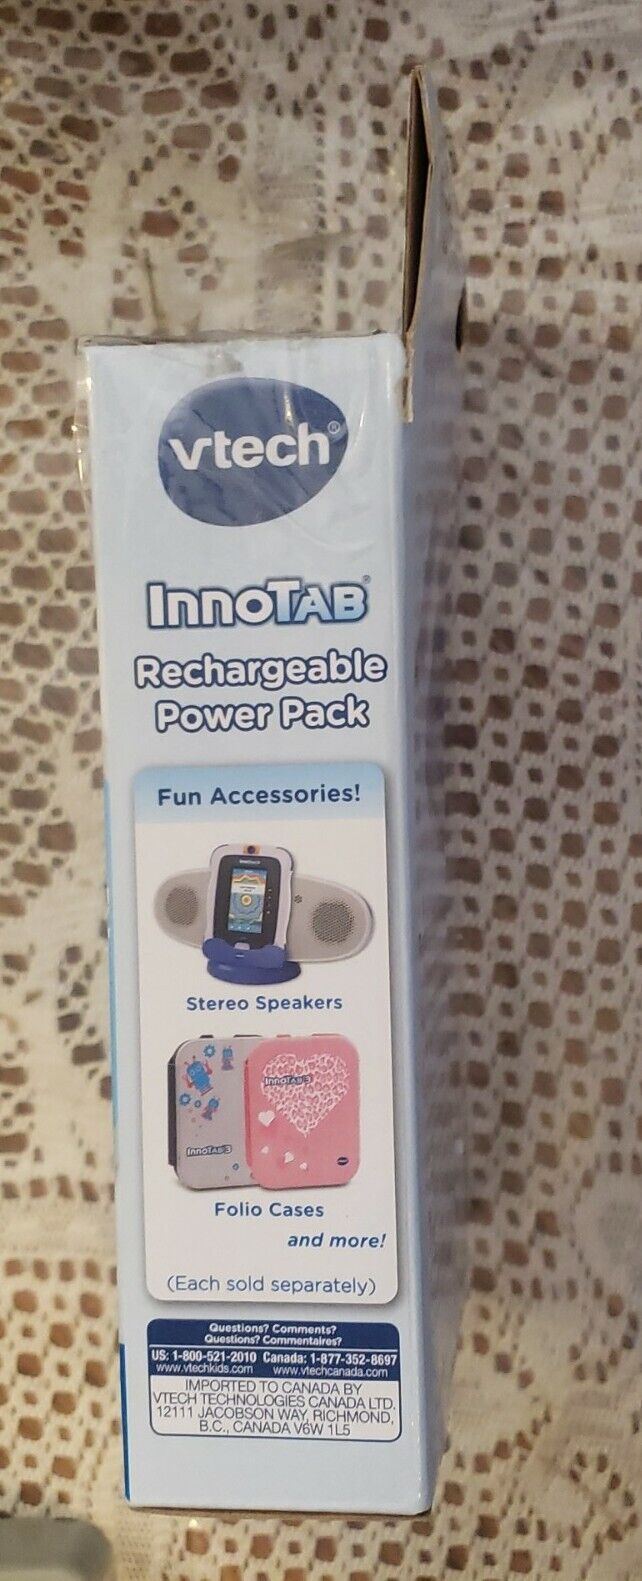 vtech®
InnoTAB®
Rechargeable
Power Pack
Fun Accessories!
Stereo Speakers
InnoTAB 3
InnoTAB 3
Folio Cases
and more!
(Each sold separately)
Questions? Comments?
Questions? Commentaires?
US: 1-800-521-2010 Canada: 1-877-352-8697
www.vtechkids.com www.vtechcanada.com
IMPORTED TO CANADA BY
VTECH TECHNOLOGIES CANADA LTD.
12111 JACOBSON WAY, RICHMOND,
B.C., CANADA V6W 1L5